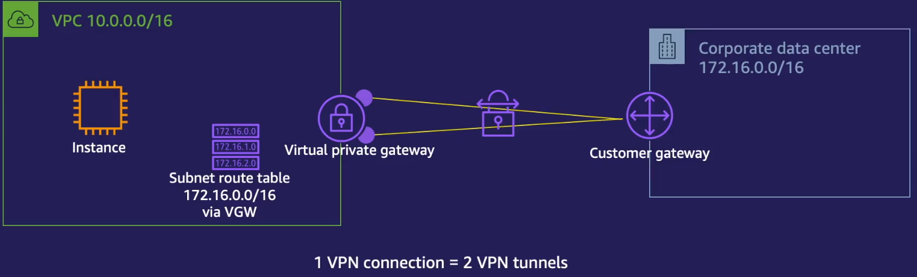 VPC 10.0.0.0/16
Corporate data center
172.16.0.0/16
Instance
172.16.0.0
172.16.1.0
172.16.2.0
Virtual private gateway
Customer gateway
Subnet route table
172.16.0.0/16
via VGW
1 VPN connection = 2 VPN tunnels